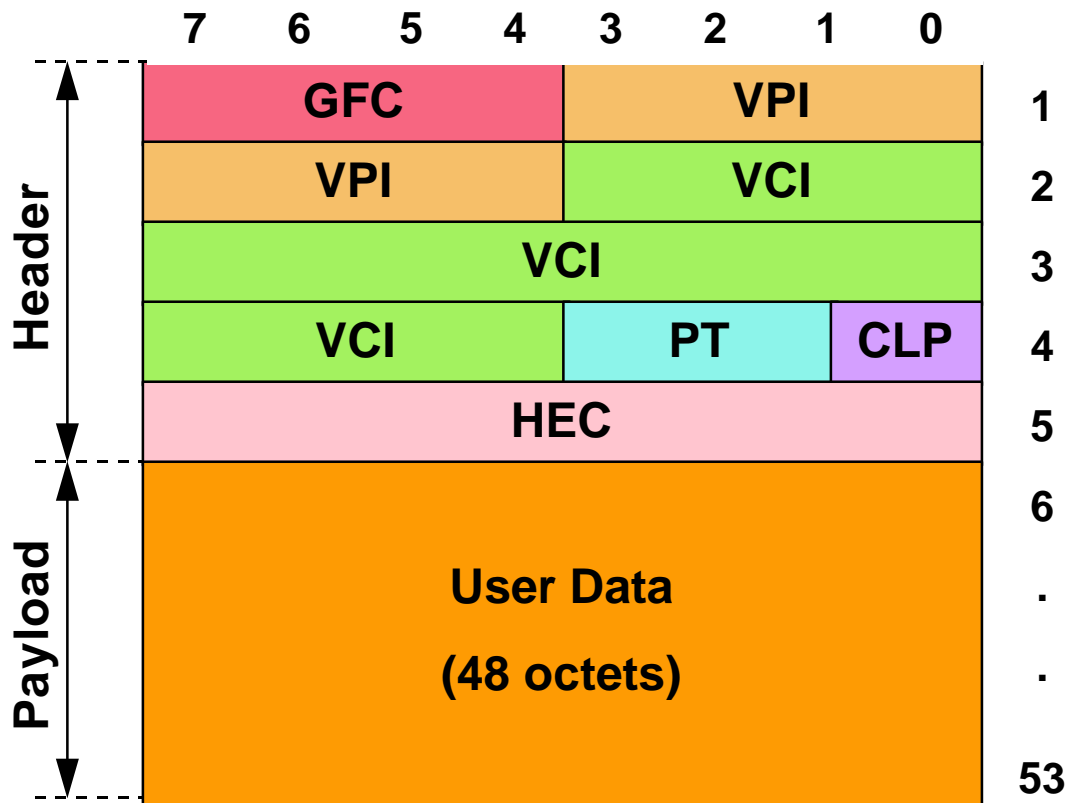 7 6 5 4 3 2 1 0
GFC VPI 1
VPI VCI 2
VCI 3
VCI PT CLP 4
HEC 5
Header
6
User Data .
(48 octets) .
53
Payload